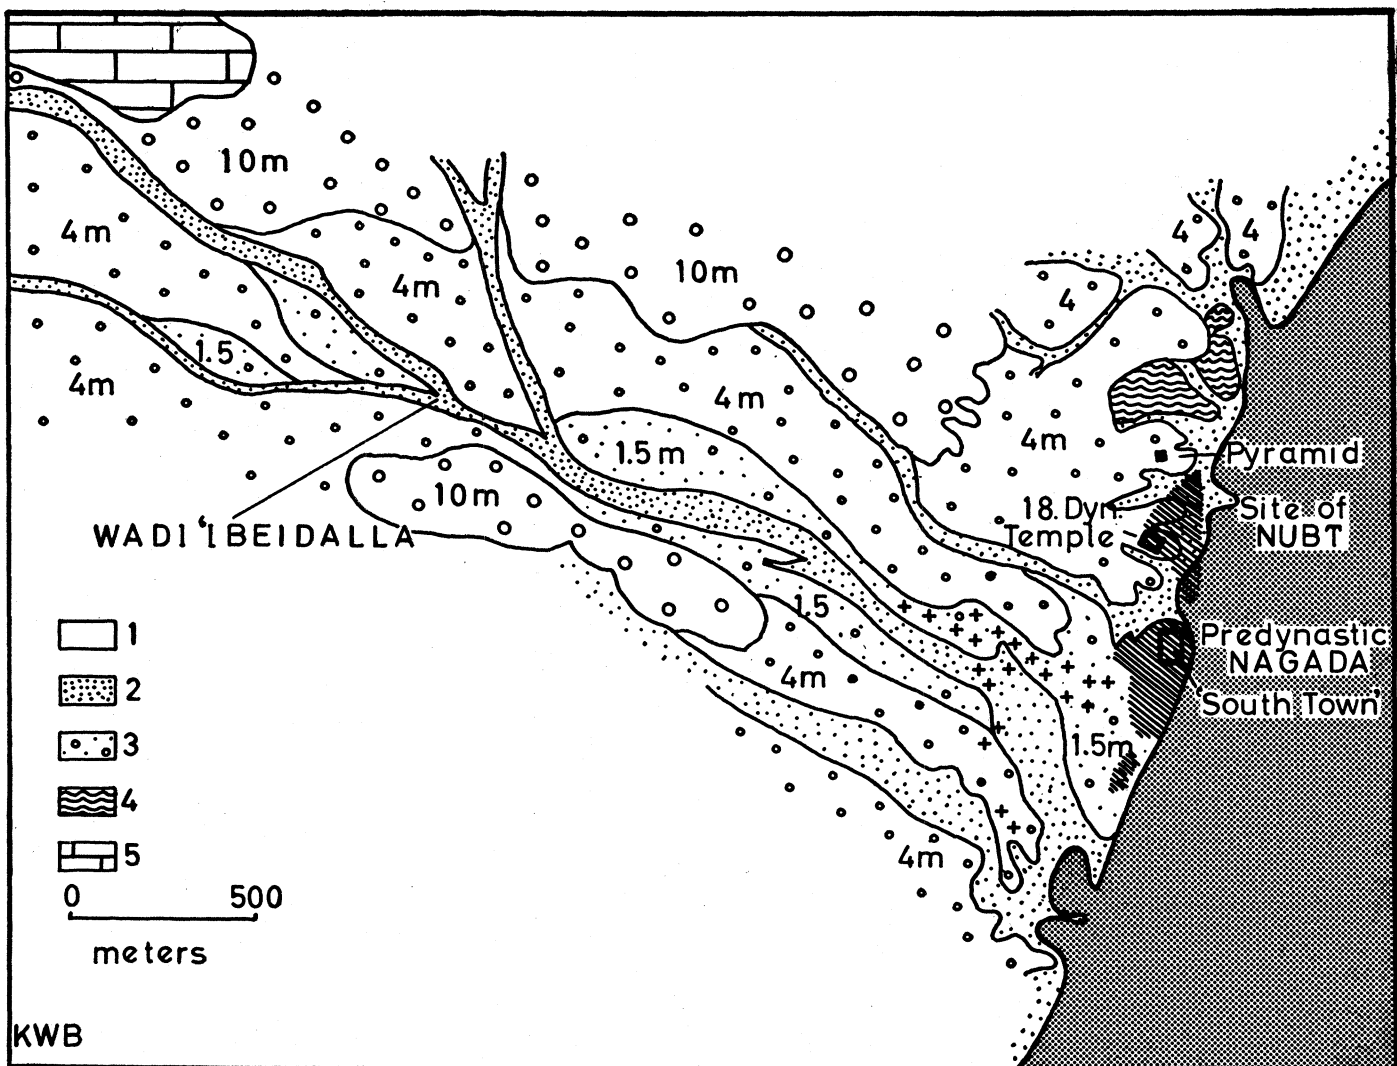 10m
4m
4m
10m
4
4
4
1.5
4m
4m
4m
1.5m
10m
Pyramid
WADI 'IBEIDALLA
18. Dyn.
Temple
Site of
NUBT
1.5
Predynastic
NAGADA
'South Town'
4m
1.5m
4m
1
2
3
4
5
0 500
meters
KWB